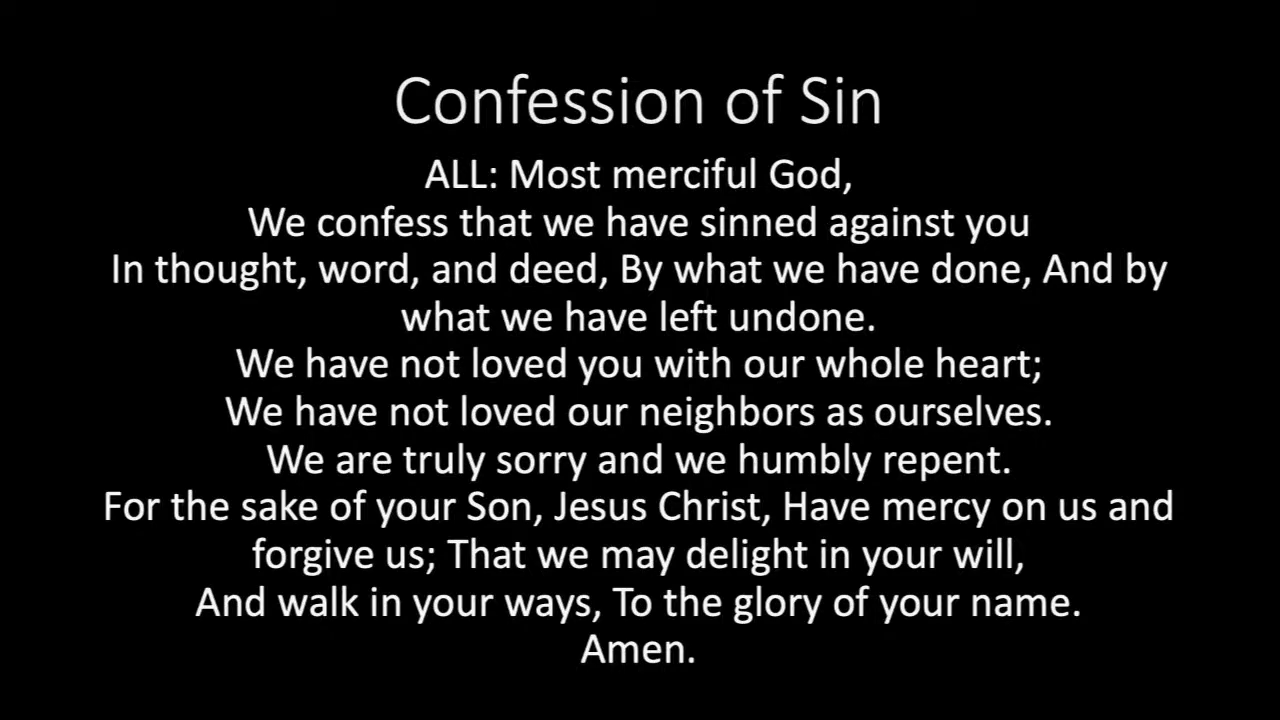 Confession of Sin
ALL: Most merciful God,
We confess that we have sinned against you
In thought, word, and deed, By what we have done, And by
what we have left undone.
We have not loved you with our whole heart;
We have not loved our neighbors as ourselves.
We are truly sorry and we humbly repent.
For the sake of your Son, Jesus Christ, Have mercy on us and
forgive us; That we may delight in your will,
And walk in your ways, To the glory of your name.
Amen.